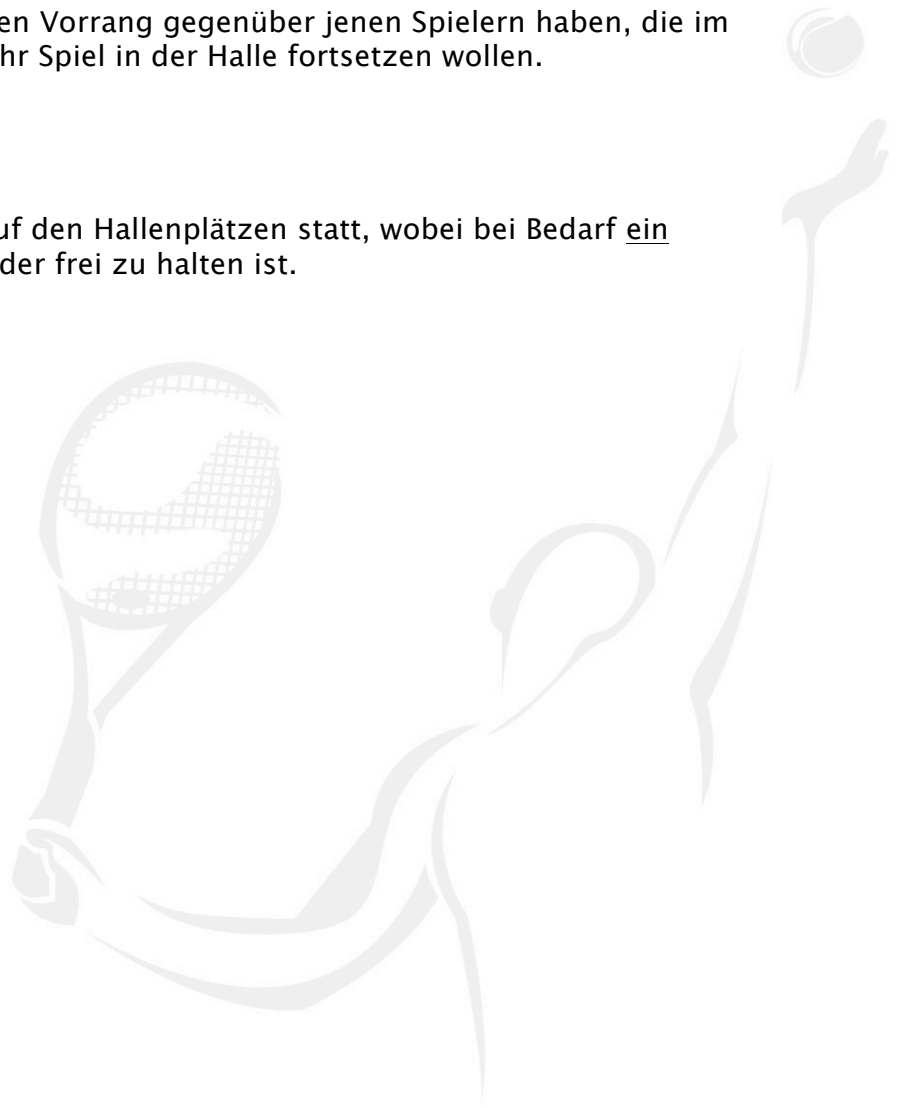 en Vorrang gegenüber jenen Spielern haben, die im
hr Spiel in der Halle fortsetzen wollen.
uf den Hallenplätzen statt, wobei bei Bedarf ein
der frei zu halten ist.